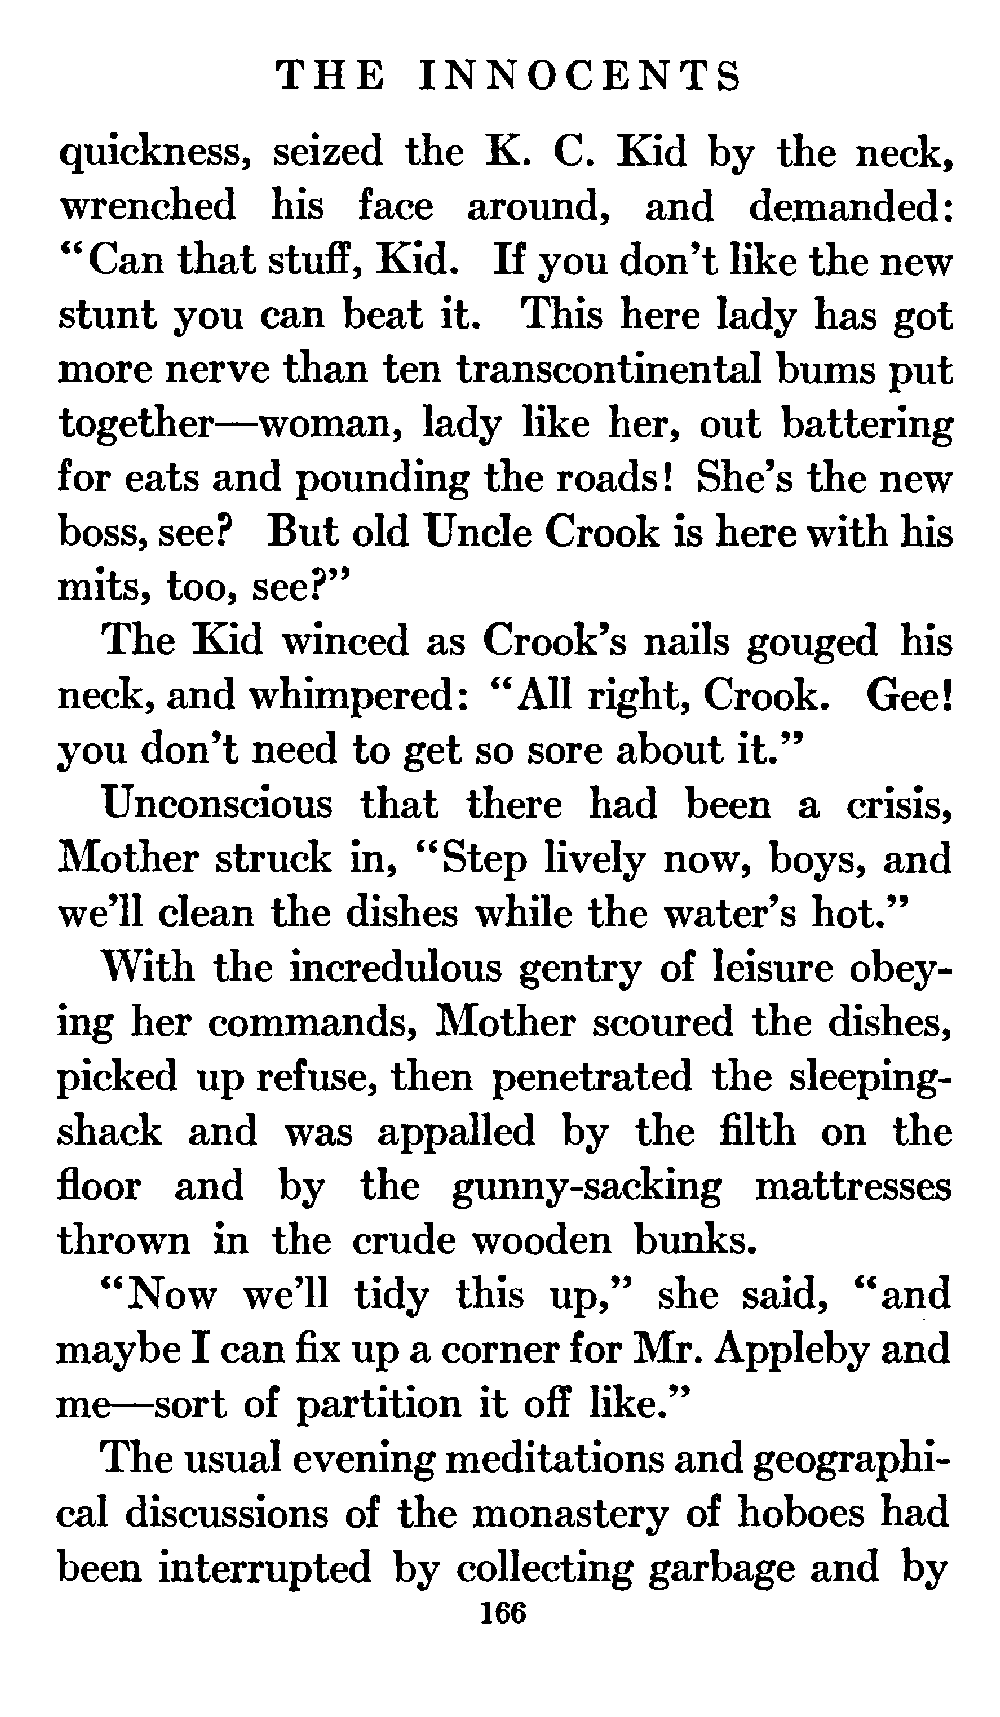 THE INNOCENTS
quickness, seized the K. C. Kid by the neck,
wrenched his face around, and demanded:
“Can that stuff, Kid. If you don’t like the new
stunt you can beat it. This here lady has got
more nerve than ten transcontinental bums put
together—woman, lady like her, out battering
for eats and pounding the roads! She’s the new
boss, see? But old Uncle Crook is here with his
mits, too, see?”
The Kid winced as Crook’s nails gouged his
neck, and whimpered: “All right, Crook. Gee!
you don’t need to get so sore about it.”
Unconscious that there had been a crisis,
Mother struck in, “Step lively now, boys, and
we’ll clean the dishes while the water’s hot.”
With the incredulous gentry of leisure obey-
ing her commands, Mother scoured the dishes,
picked up refuse, then penetrated the sleeping-
shack and was appalled by the filth on the
floor and by the gunny-sacking mattresses
thrown in the crude wooden bunks.
“Now we’ll tidy this up,” she said, “and
maybe I can fix up a corner for Mr. Appleby and
me—sort of partition it off like.”
The usual evening meditations and geographi-
cal discussions of the monastery of hoboes had
been interrupted by collecting garbage and by
166